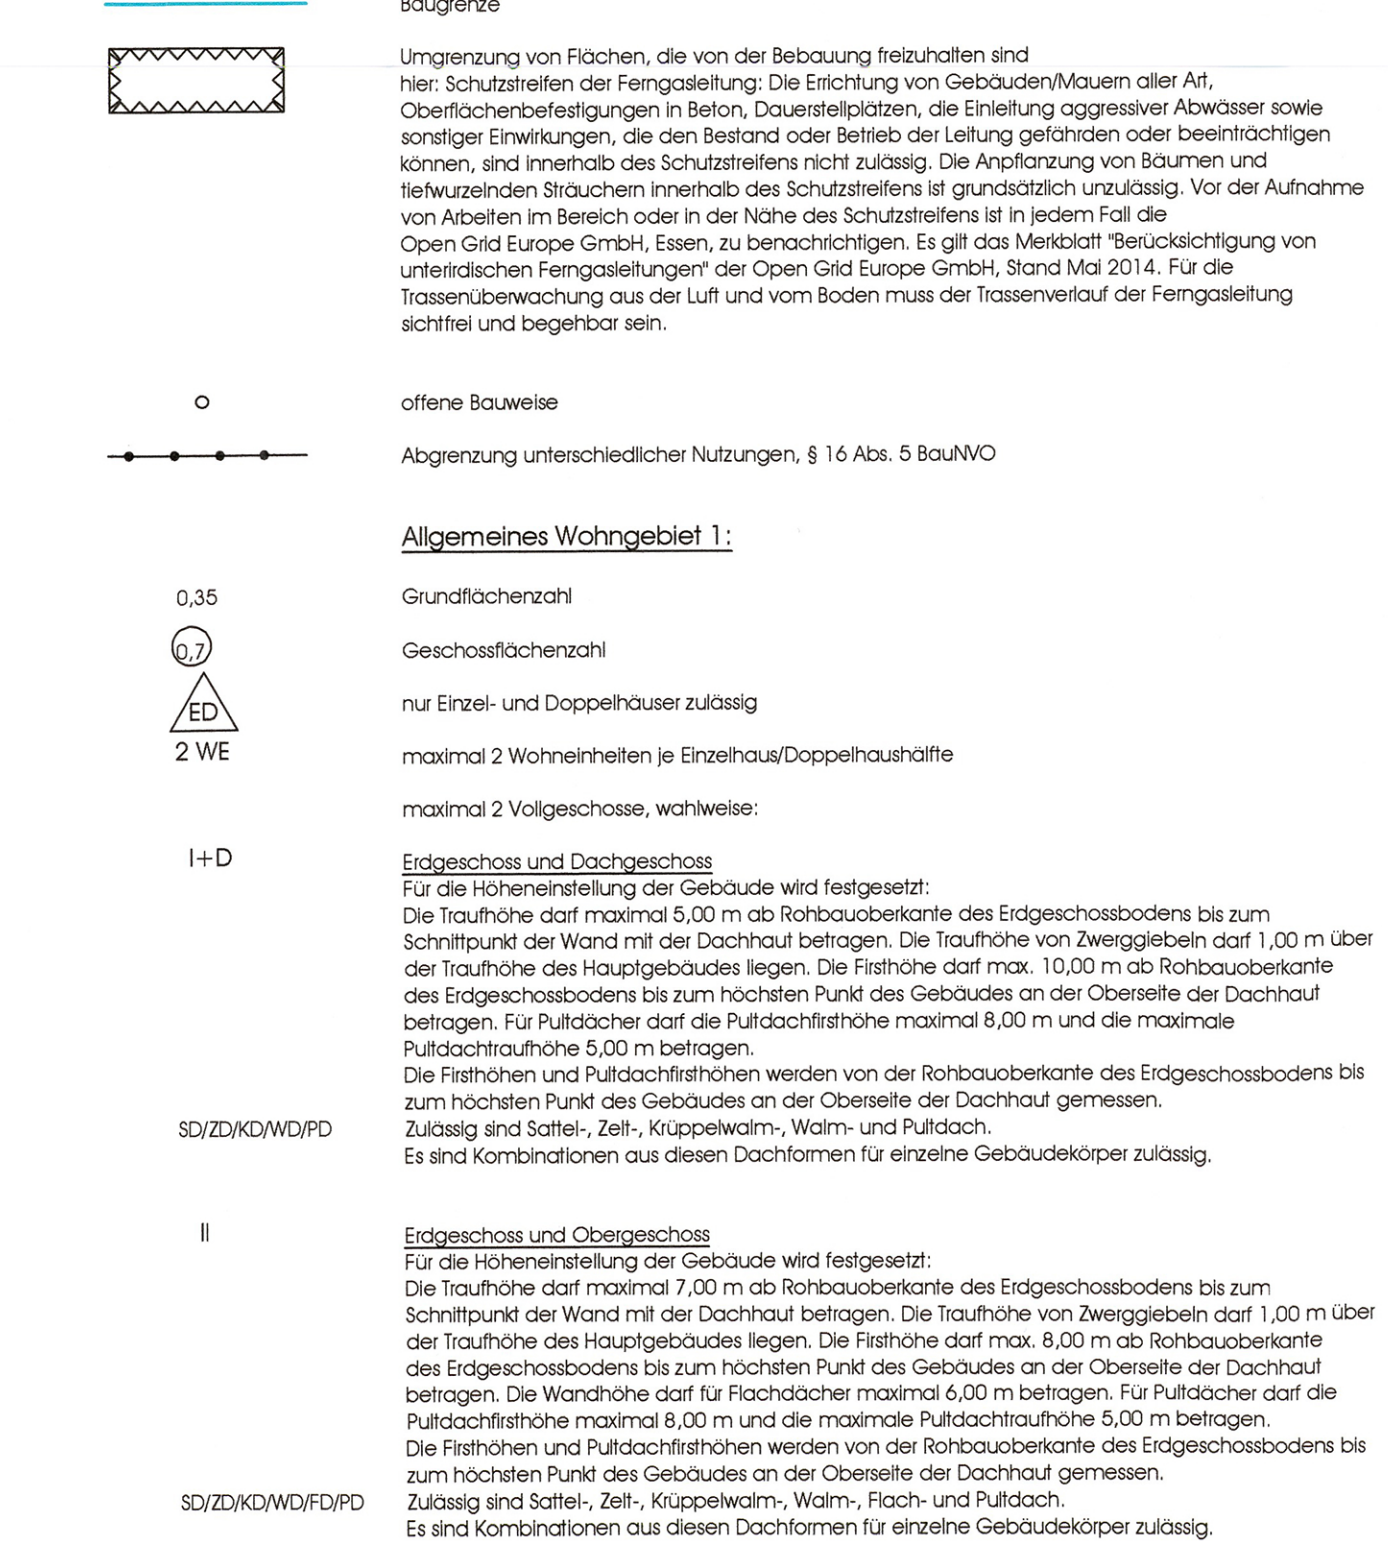 Baugrenze
Umgrenzung von Flächen, die von der Bebauung freizuhalten sind
hier: Schutzstreifen der Ferngasleitung: Die Errichtung von Gebäuden/Mauern aller Art,
Oberflächenbefestigungen in Beton, Dauerstellplätzen, die Einleitung aggressiver Abwässer sowie
sonstiger Einwirkungen, die den Bestand oder Betrieb der Leitung gefährden oder beeinträchtigen
können, sind innerhalb des Schutzstreifens nicht zulässig. Die Anpflanzung von Bäumen und
tiefwurzelnden Sträuchern innerhalb des Schutzstreifens ist grundsätzlich unzulässig. Vor der Aufnahme
von Arbeiten im Bereich oder in der Nähe des Schutzstreifens ist in jedem Fall die
Open Grid Europe GmbH, Essen, zu benachrichtigen. Es gilt das Merkblatt "Berücksichtigung von
unterirdischen Ferngasleitungen" der Open Grid Europe GmbH, Stand Mai 2014. Für die
Trassenüberwachung aus der Luft und vom Boden muss der Trassenverlauf der Ferngasleitung
sichtfrei und begehbar sein.
o offene Bauweise
Abgrenzung unterschiedlicher Nutzungen, § 16 Abs. 5 BauNVO
Allgemeines Wohngebiet 1:
0,35 Grundflächenzahl
0,7 Geschossflächenzahl
ED nur Einzel- und Doppelhäuser zulässig
2 WE maximal 2 Wohneinheiten je Einzelhaus/Doppelhaushälfte
maximal 2 Vollgeschosse, wahlweise:
I+D Erdgeschoss und Dachgeschoss
Für die Höheneinstellung der Gebäude wird festgesetzt:
Die Traufhöhe darf maximal 5,00 m ab Rohbauoberkante des Erdgeschossbodens bis zum
Schnittpunkt der Wand mit der Dachhaut betragen. Die Traufhöhe von Zwerggiebeln darf 1,00 m über
der Traufhöhe des Hauptgebäudes liegen. Die Firsthöhe darf max. 10,00 m ab Rohbauoberkante
des Erdgeschossbodens bis zum höchsten Punkt des Gebäudes an der Oberseite der Dachhaut
betragen. Für Pultdächer darf die Pultdachfirsthöhe maximal 8,00 m und die maximale
Pultdachtraufhöhe 5,00 m betragen.
Die Firsthöhen und Pultdachfirsthöhen werden von der Rohbauoberkante des Erdgeschossbodens bis
zum höchsten Punkt des Gebäudes an der Oberseite der Dachhaut gemessen.
SD/ZD/KD/WD/PD Zulässig sind Sattel-, Zelt-, Krüppelwalm-, Walm- und Pultdach.
Es sind Kombinationen aus diesen Dachformen für einzelne Gebäudekörper zulässig.
II Erdgeschoss und Obergeschoss
Für die Höheneinstellung der Gebäude wird festgesetzt:
Die Traufhöhe darf maximal 7,00 m ab Rohbauoberkante des Erdgeschossbodens bis zum
Schnittpunkt der Wand mit der Dachhaut betragen. Die Traufhöhe von Zwerggiebeln darf 1,00 m über
der Traufhöhe des Hauptgebäudes liegen. Die Firsthöhe darf max. 8,00 m ab Rohbauoberkante
des Erdgeschossbodens bis zum höchsten Punkt des Gebäudes an der Oberseite der Dachhaut
betragen. Die Wandhöhe darf für Flachdächer maximal 6,00 m betragen. Für Pultdächer darf die
Pultdachfirsthöhe maximal 8,00 m und die maximale Pultdachtraufhöhe 5,00 m betragen.
Die Firsthöhen und Pultdachfirsthöhen werden von der Rohbauoberkante des Erdgeschossbodens bis
zum höchsten Punkt des Gebäudes an der Oberseite der Dachhaut gemessen.
SD/ZD/KD/WD/FD/PD Zulässig sind Sattel-, Zelt-, Krüppelwalm-, Walm-, Flach- und Pultdach.
Es sind Kombinationen aus diesen Dachformen für einzelne Gebäudekörper zulässig.